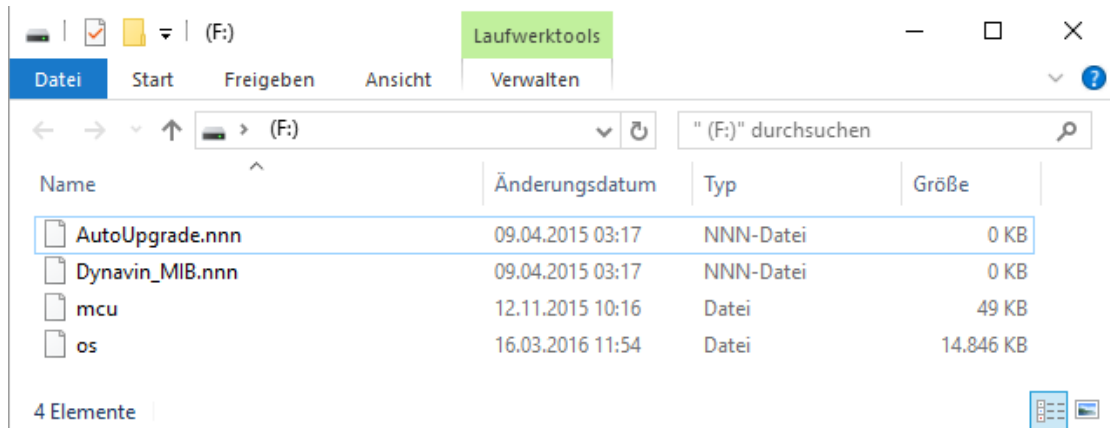 (F:) Laufwerktools
Datei Start Freigeben Ansicht Verwalten
(F:) " (F:)" durchsuchen
Name Änderungsdatum Typ Größe
AutoUpgrade.nnn 09.04.2015 03:17 NNN-Datei 0 KB
Dynavin_MIB.nnn 09.04.2015 03:17 NNN-Datei 0 KB
mcu 12.11.2015 10:16 Datei 49 KB
os 16.03.2016 11:54 Datei 14.846 KB
4 Elemente